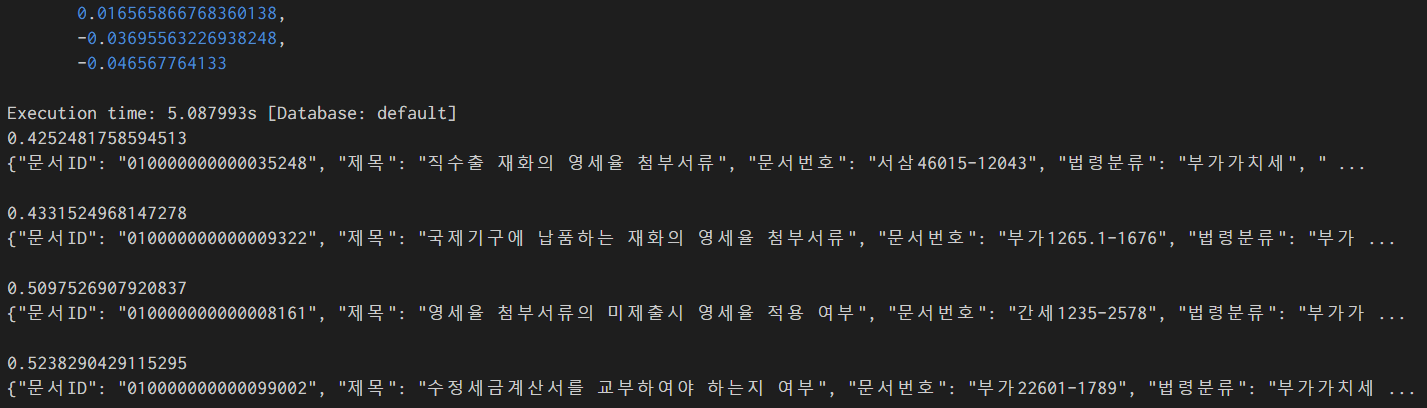 0.016565866768360138,
-0.03695563226938248,
-0.046567764133
Execution time: 5.087993s [Database: default]
0.4252481758594513
{"문서ID": "010000000000035248", "제목": "직수출 재화의 영세율 첨부서류", "문서번호": "서삼46015-12043", "법령분류": "부가가치세", " ...
0.4331524968147278
{"문서ID": "010000000000009322", "제목": "국제기구에 납품하는 재화의 영세율 첨부서류", "문서번호": "부가1265.1-1676", "법령분류": "부가 ...
0.5097526907920837
{"문서ID": "010000000000008161", "제목": "영세율 첨부서류의 미제출시 영세율 적용 여부", "문서번호": "간세1235-2578", "법령분류": "부가가 ...
0.5238290429115295
{"문서ID": "010000000000099002", "제목": "수정세금계산서를 교부하여야 하는지 여부", "문서번호": "부가22601-1789", "법령분류": "부가가치세 ...